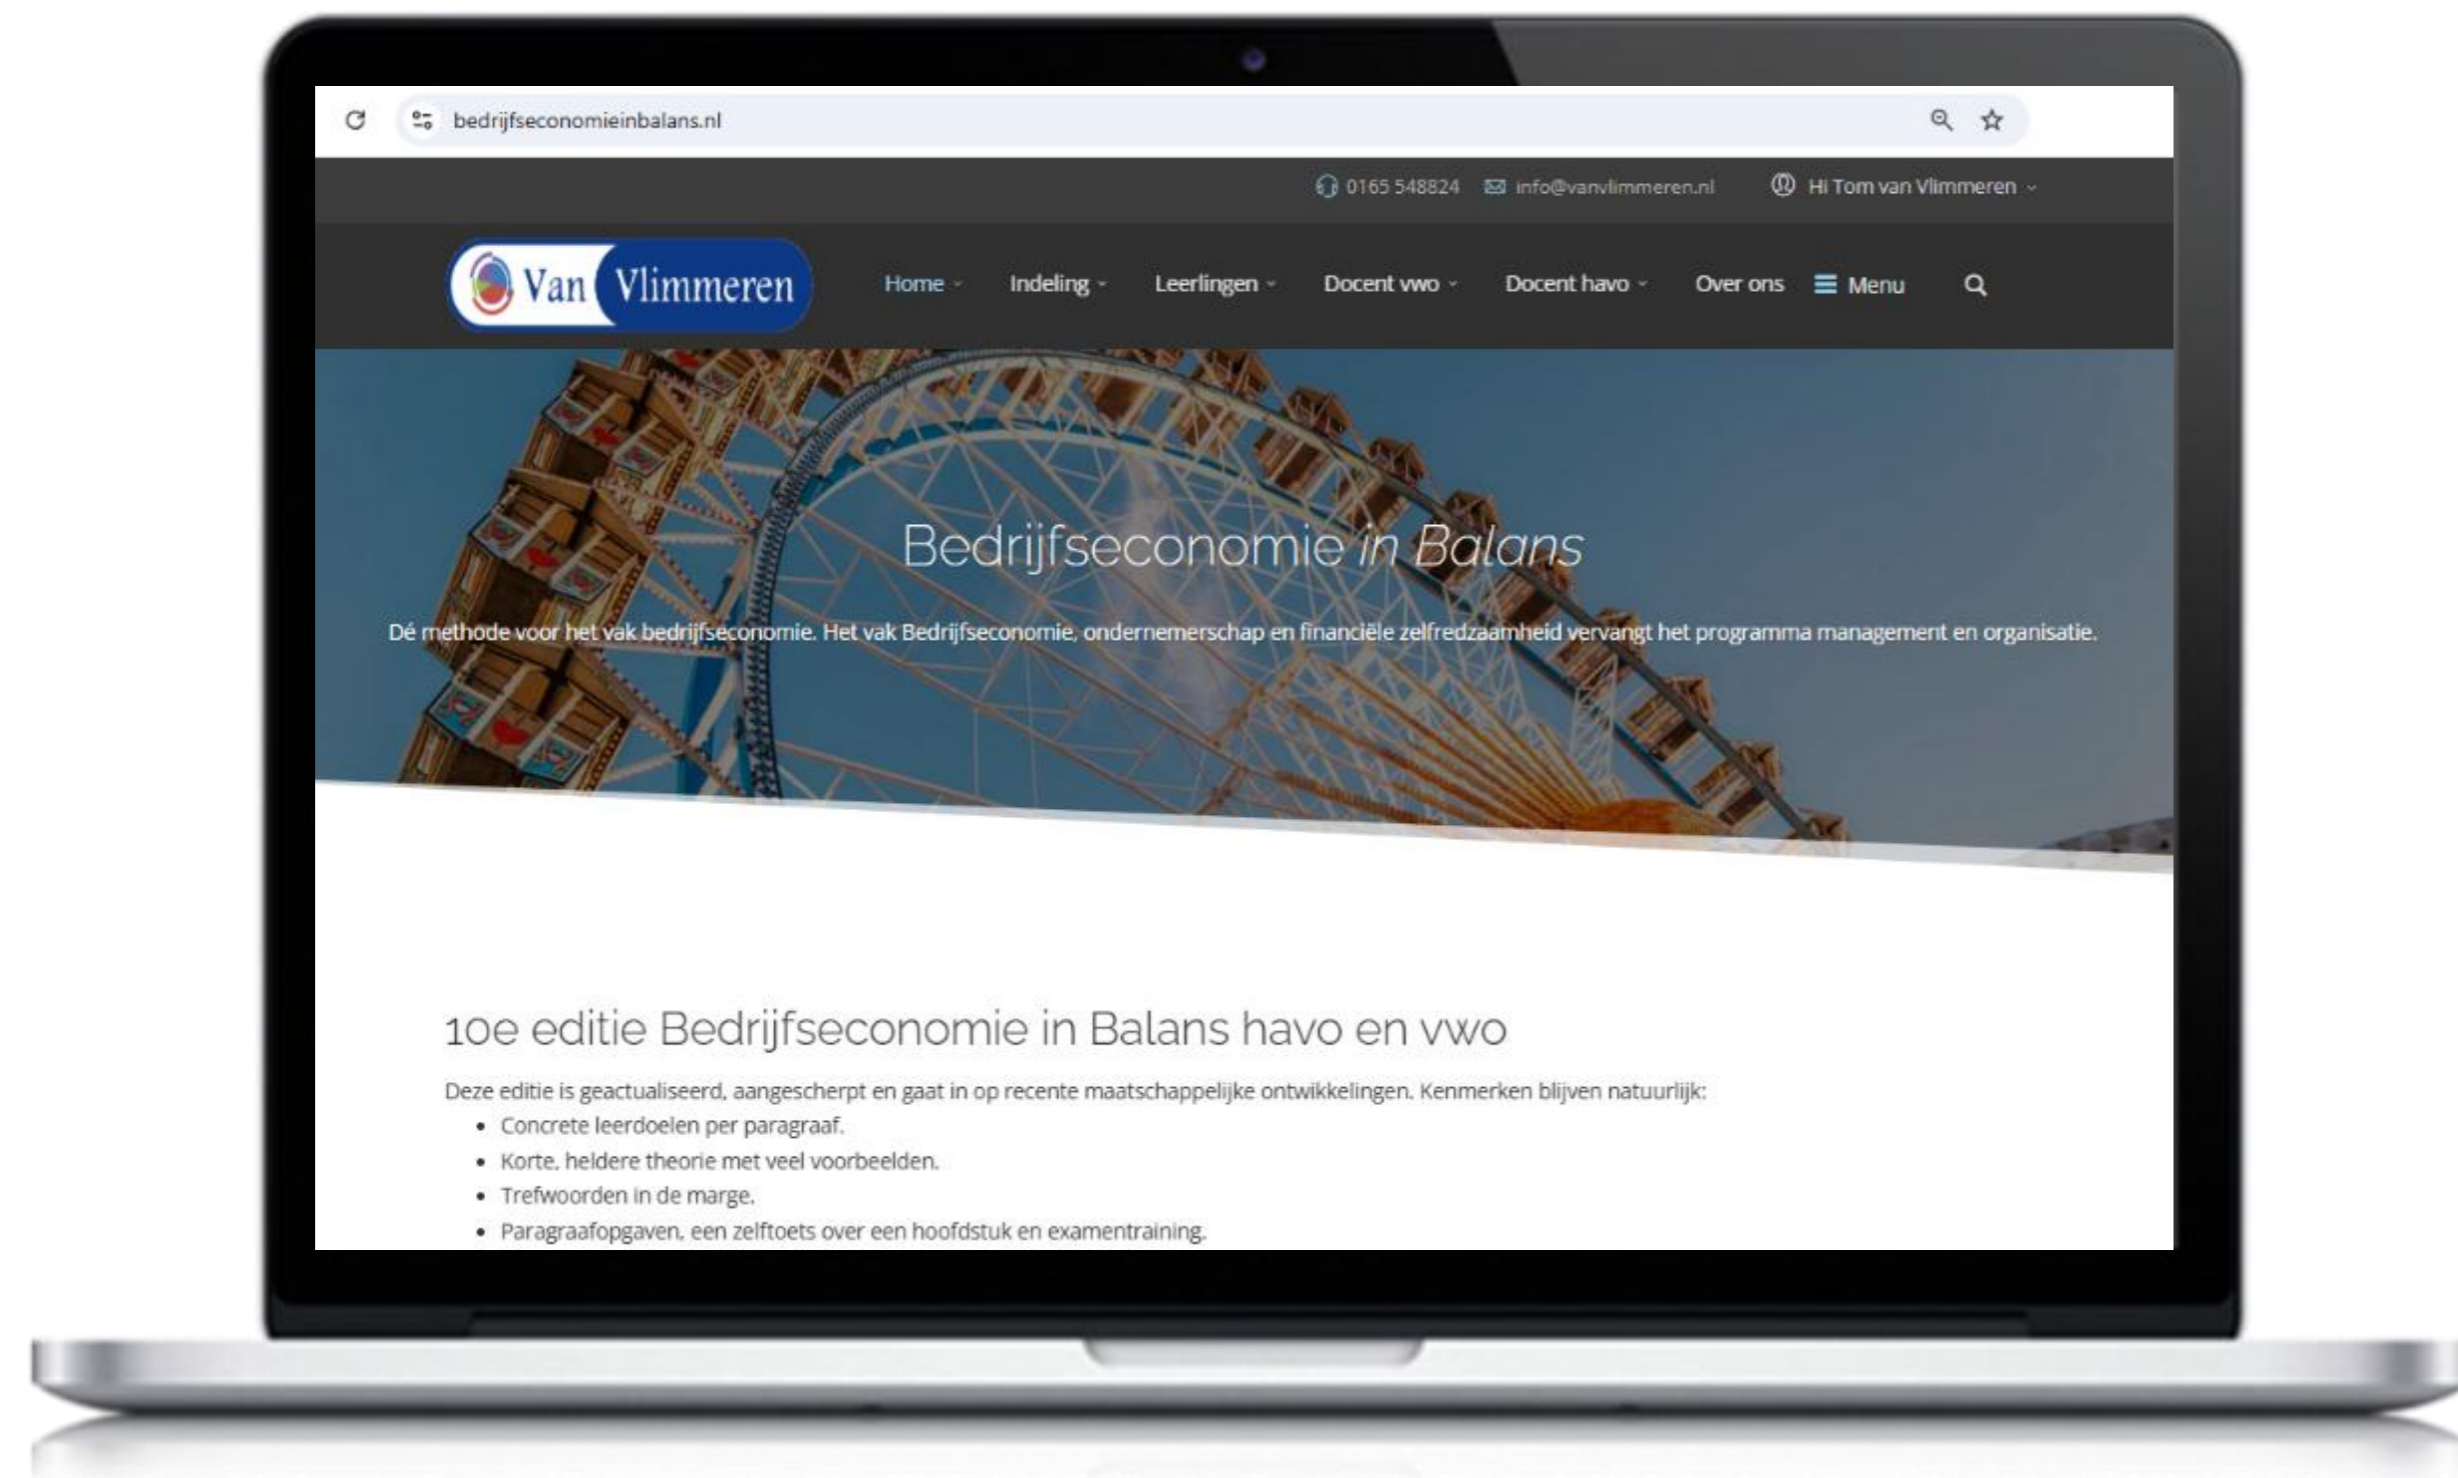 bedrijfseconomieinbalans.nl
0165 548824 info@vanvlimmeren.nl Hi Tom van Vlimmeren
Van Vlimmeren Home Indeling Leerlingen Docent vwo Docent havo Over ons Menu
Bedrijfseconomie in Balans
Dé methode voor het vak bedrijfseconomie. Het vak Bedrijfseconomie, ondernemerschap en financiële zelfredzaamheid vervangt het programma management en organisatie.
10e editie Bedrijfseconomie in Balans havo en vwo
Deze editie is geactualiseerd, aangescherpt en gaat in op recente maatschappelijke ontwikkelingen. Kenmerken blijven natuurlijk:
• Concrete leerdoelen per paragraaf.
• Korte, heldere theorie met veel voorbeelden.
• Trefwoorden in de marge.
• Paragraafopgaven, een zelftoets over een hoofdstuk en examentraining.